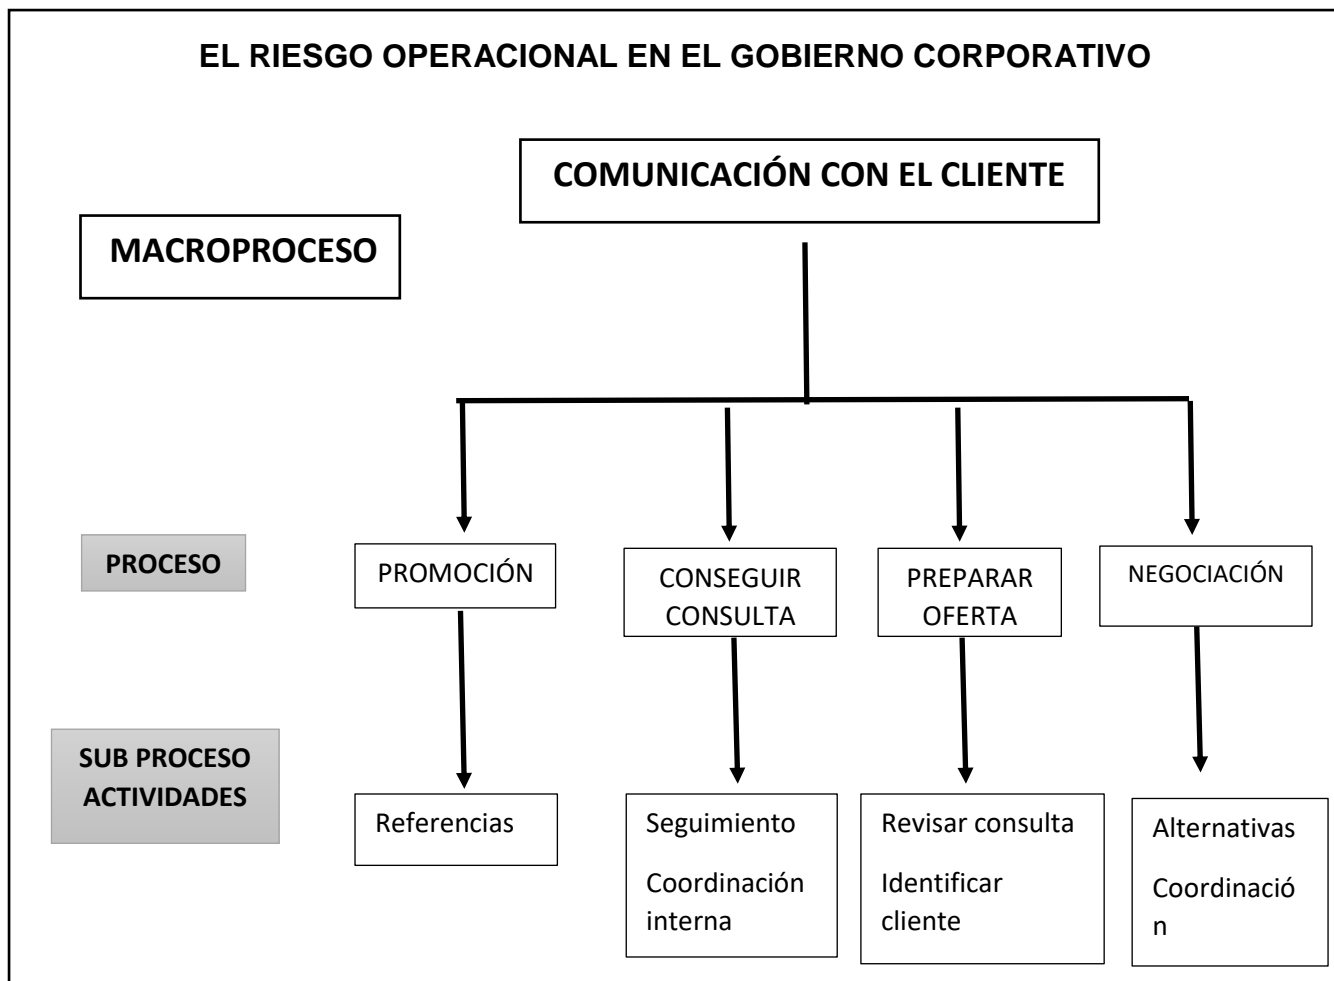 EL RIESGO OPERACIONAL EN EL GOBIERNO CORPORATIVO
COMUNICACIÓN CON EL CLIENTE
MACROPROCESO
PROCESO
PROMOCIÓN
CONSEGUIR
CONSULTA
PREPARAR
OFERTA
NEGOCIACIÓN
SUB PROCESO
ACTIVIDADES
Referencias
Seguimiento
Coordinación
interna
Revisar consulta
Identificar
cliente
Alternativas
Coordinació
n